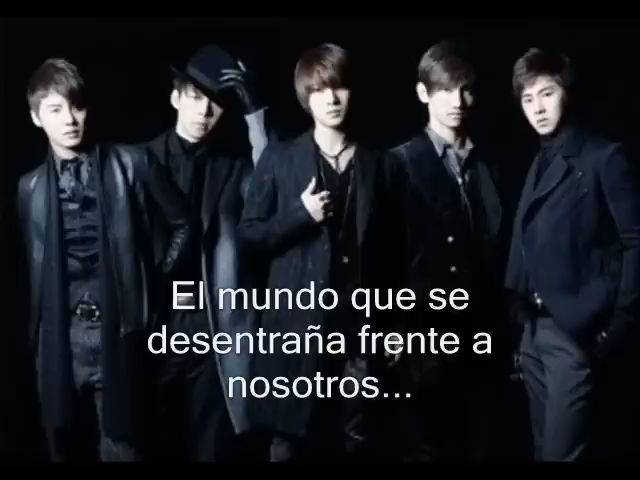 El mundo que se
desentraña frente a
nosotros...